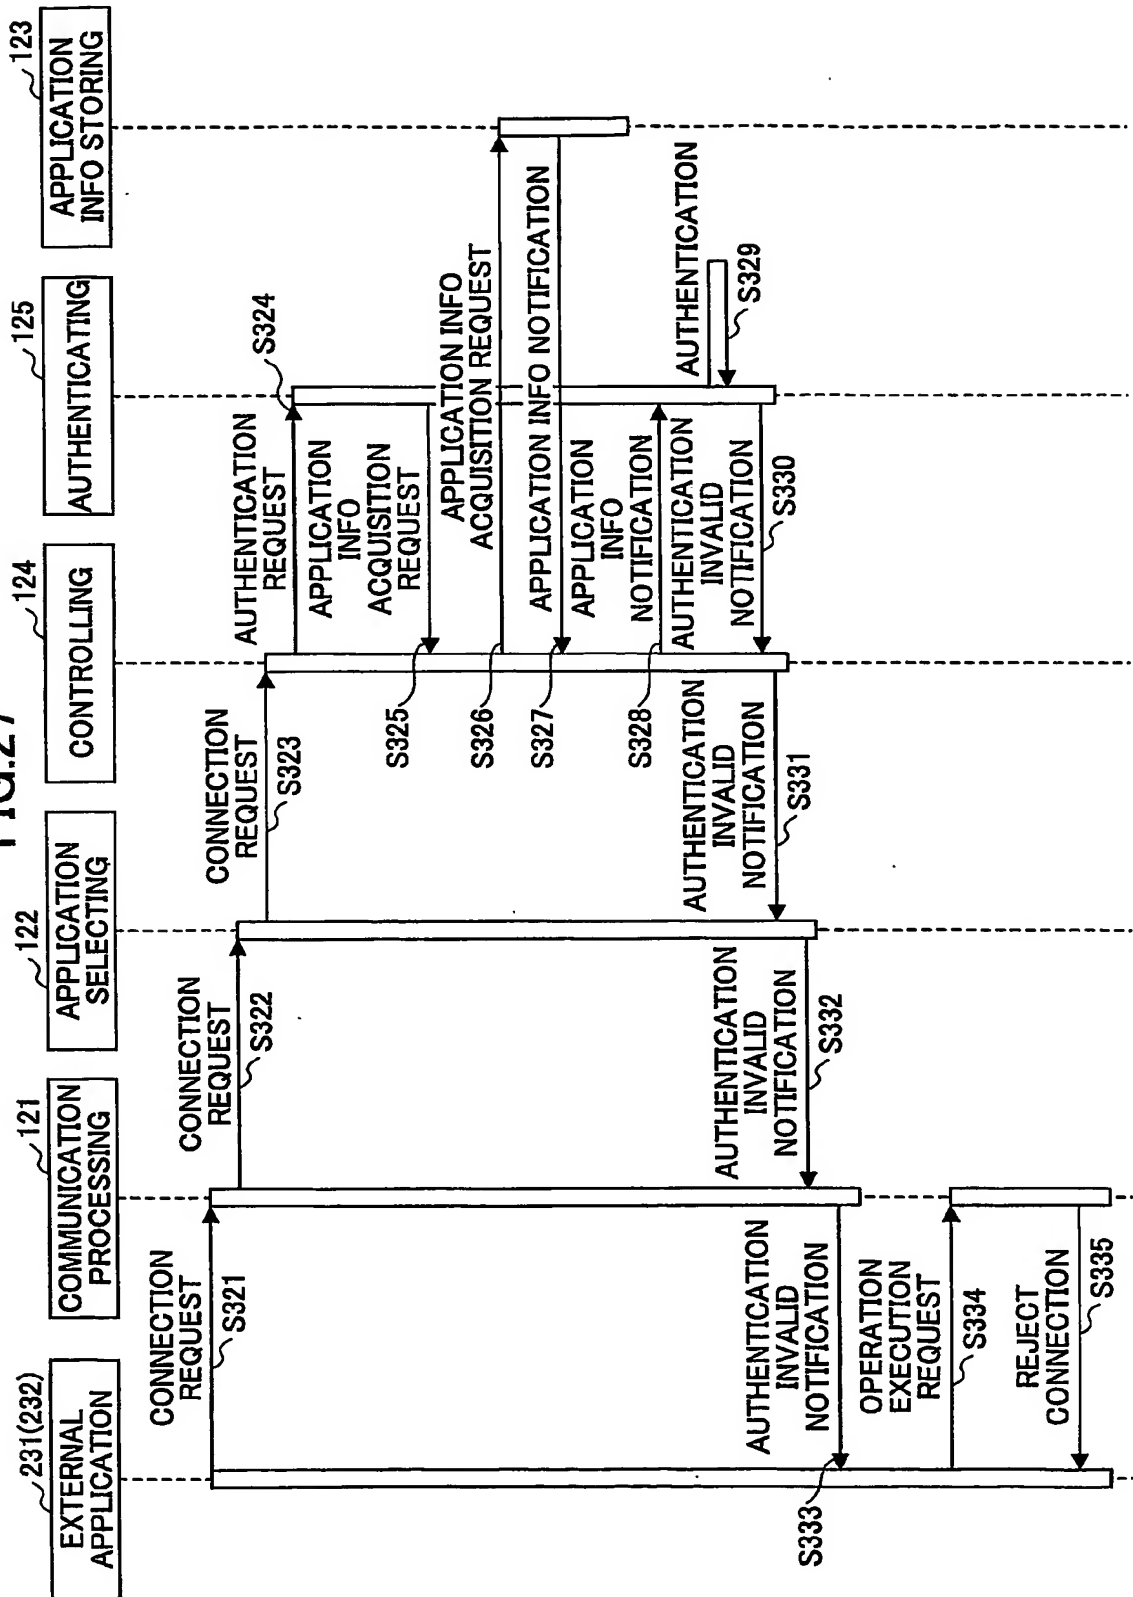 FIG.27
231(232)
EXTERNAL
APPLICATION
121
COMMUNICATION
PROCESSING
122
APPLICATION
SELECTING
124
CONTROLLING
125
AUTHENTICATING
123
APPLICATION
INFO STORING
CONNECTION
REQUEST
S321
CONNECTION
REQUEST
S322
CONNECTION
REQUEST
S323
AUTHENTICATION
REQUEST
S324
APPLICATION
INFO
ACQUISITION
REQUEST
S325
APPLICATION INFO
ACQUISITION REQUEST
S326
APPLICATION INFO NOTIFICATION
S327
APPLICATION
INFO
NOTIFICATION
S328
AUTHENTICATION
S329
AUTHENTICATION
INVALID
NOTIFICATION
S330
AUTHENTICATION
INVALID
NOTIFICATION
S331
AUTHENTICATION
INVALID
NOTIFICATION
S332
AUTHENTICATION
INVALID
NOTIFICATION
S333
OPERATION
EXECUTION
REQUEST
S334
REJECT
CONNECTION
S335